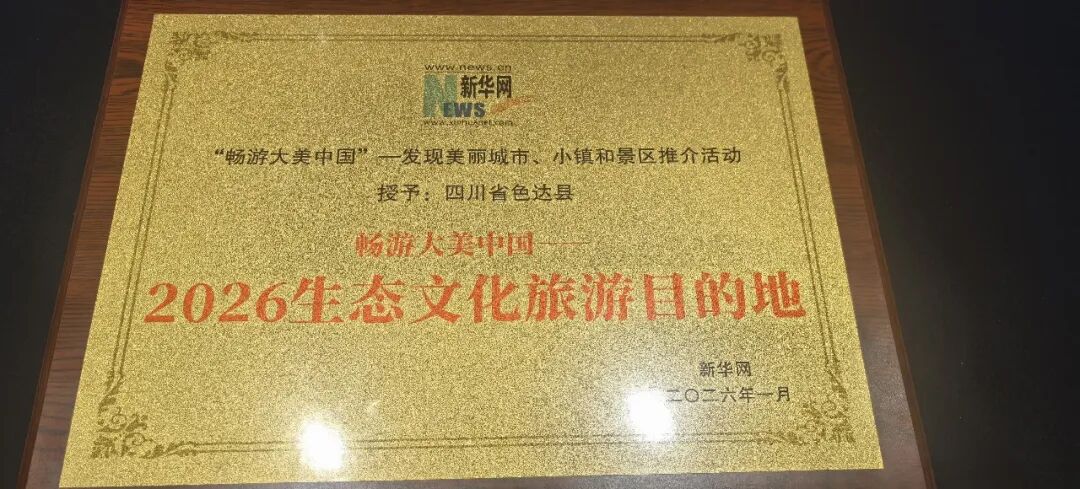 www.news.cn
新华网
NEWS
www.xinhuanet.com
“畅游大美中国”—发现美丽城市、小镇和景区推介活动
授予：四川省色达县
畅游大美中国——
2026生态文化旅游目的地
新华网
二〇二六年一月